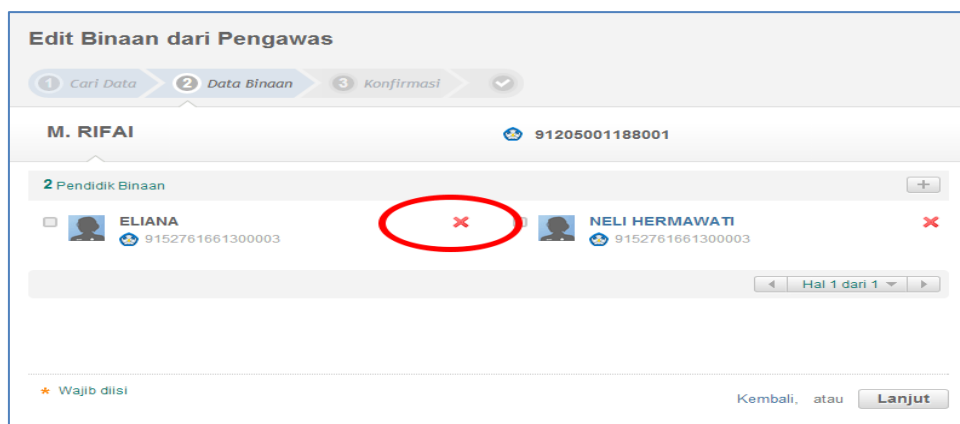 Edit Binaan dari Pengawas
1 Cari Data 2 Data Binaan 3 Konfirmasi
M. RIFAI 91205001188001
2 Pendidik Binaan
ELIANA NELI HERMAWATI
9152761661300003 9152761661300003
Hal 1 dari 1
* Wajib diisi
Kembali, atau Lanjut